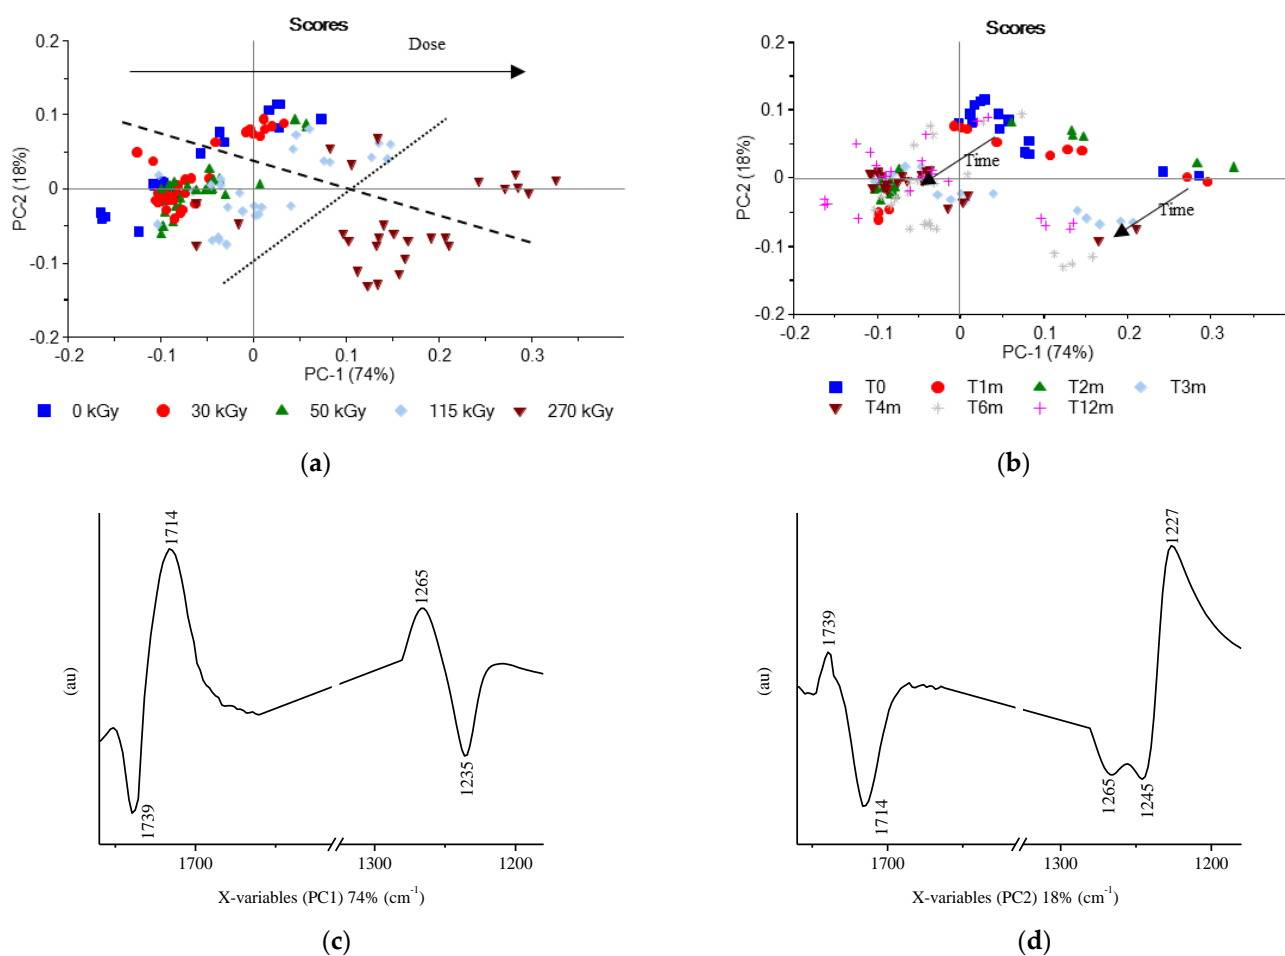 Scores
Dose
0.2
0.1
0
-0.1
-0.2
PC-2 (18%)
-0.2 -0.1 0 0.1 0.2 0.3
PC-1 (74%)
0 kGy 30 kGy 50 kGy 115 kGy 270 kGy
(a)
Scores
Time
Time
0.2
0.1
0
-0.1
-0.2
PC-2 (18%)
-0.2 -0.1 0 0.1 0.2 0.3
PC-1 (74%)
T0 T1m T2m T3m
T4m T6m T12m
(b)
1714
1265
1739
1235
(au)
1700 1300 1200
X-variables (PC1) 74% (cm-1)
(c)
1227
1739
1714
1265
1245
(au)
1700 1300 1200
X-variables (PC2) 18% (cm-1)
(d)